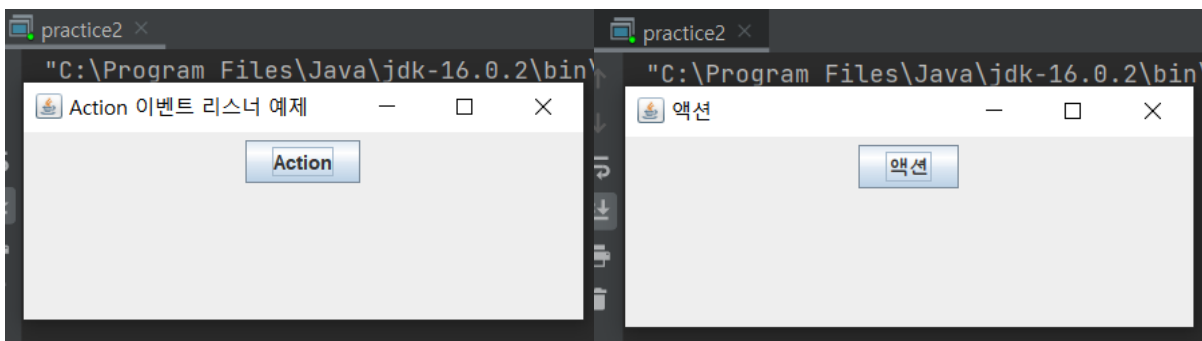 practice2
"C:\Program Files\Java\jdk-16.0.2\bin\
Action 이벤트 리스너 예제
Action
practice2
"C:\Program Files\Java\jdk-16.0.2\bin\
액션
액션